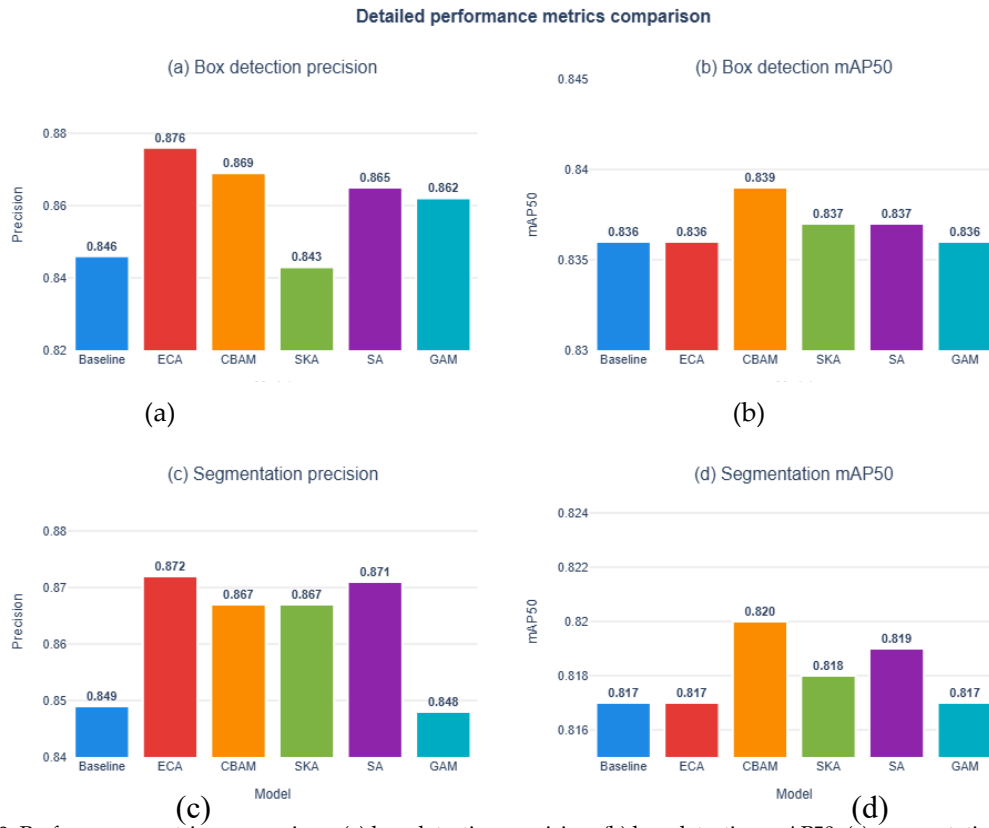 Detailed performance metrics comparison
(a) Box detection precision
0.88
0.86
0.84
0.82
Precision
0.846
0.876
0.869
0.843
0.865
0.862
Baseline ECA CBAM SKA SA GAM
(a)
(b) Box detection mAP50
0.845
0.84
0.835
0.83
mAP50
0.836
0.836
0.839
0.837
0.837
0.836
Baseline ECA CBAM SKA SA GAM
(b)
(c) Segmentation precision
0.88
0.87
0.86
0.85
0.84
Precision
0.849
0.872
0.867
0.867
0.871
0.848
Baseline ECA CBAM SKA SA GAM
Model
(c)
(d) Segmentation mAP50
0.824
0.822
0.82
0.818
0.816
mAP50
0.817
0.817
0.820
0.818
0.819
0.817
Baseline ECA CBAM SKA SA GAM
Model
(d)